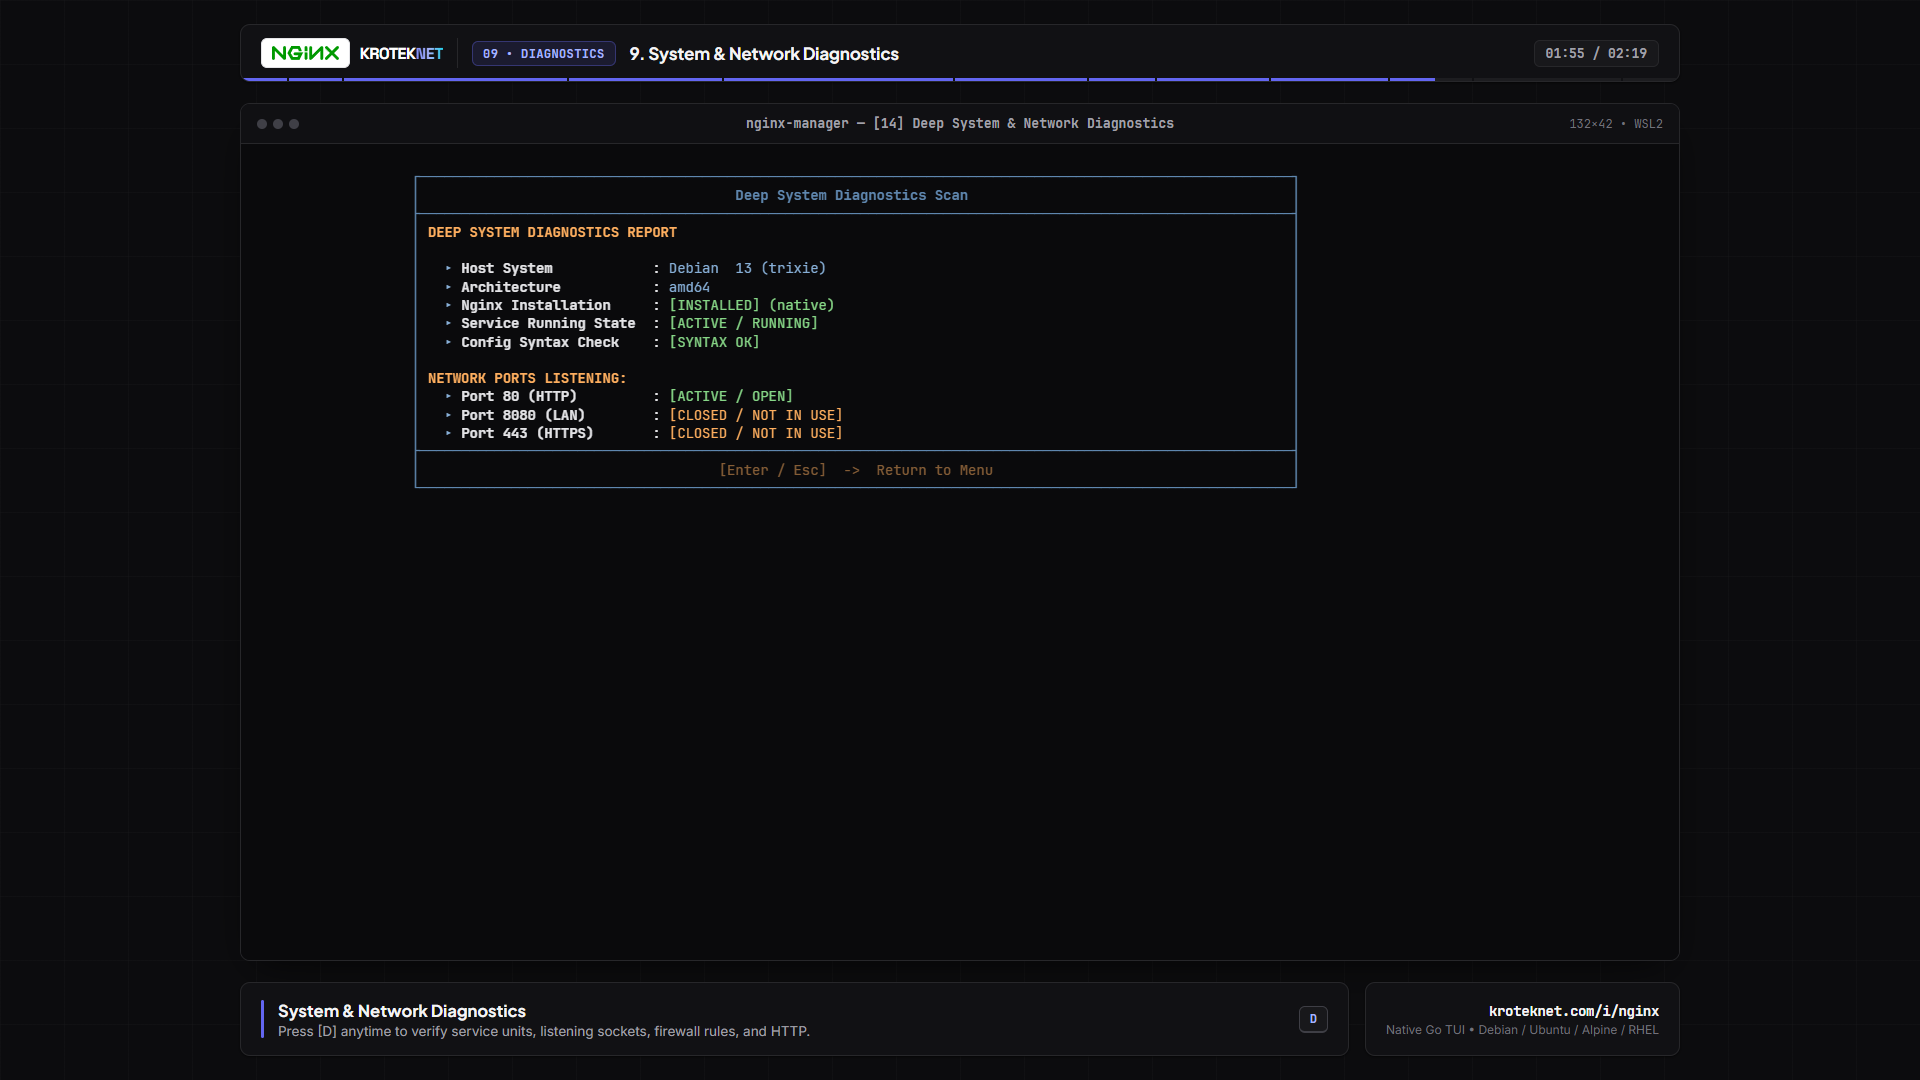 NGINX KROTEKNET 09 • DIAGNOSTICS 9. System & Network Diagnostics 01:55 / 02:19
nginx-manager — [14] Deep System & Network Diagnostics 132×42 • WSL2
Deep System Diagnostics Scan
DEEP SYSTEM DIAGNOSTICS REPORT
▸ Host System : Debian  13 (trixie)
▸ Architecture : amd64
▸ Nginx Installation : [INSTALLED] (native)
▸ Service Running State : [ACTIVE / RUNNING]
▸ Config Syntax Check : [SYNTAX OK]
NETWORK PORTS LISTENING:
▸ Port 80 (HTTP) : [ACTIVE / OPEN]
▸ Port 8080 (LAN) : [CLOSED / NOT IN USE]
▸ Port 443 (HTTPS) : [CLOSED / NOT IN USE]
[Enter / Esc]  ->  Return to Menu
System & Network Diagnostics
Press [D] anytime to verify service units, listening sockets, firewall rules, and HTTP.
D
kroteknet.com/i/nginx
Native Go TUI • Debian / Ubuntu / Alpine / RHEL